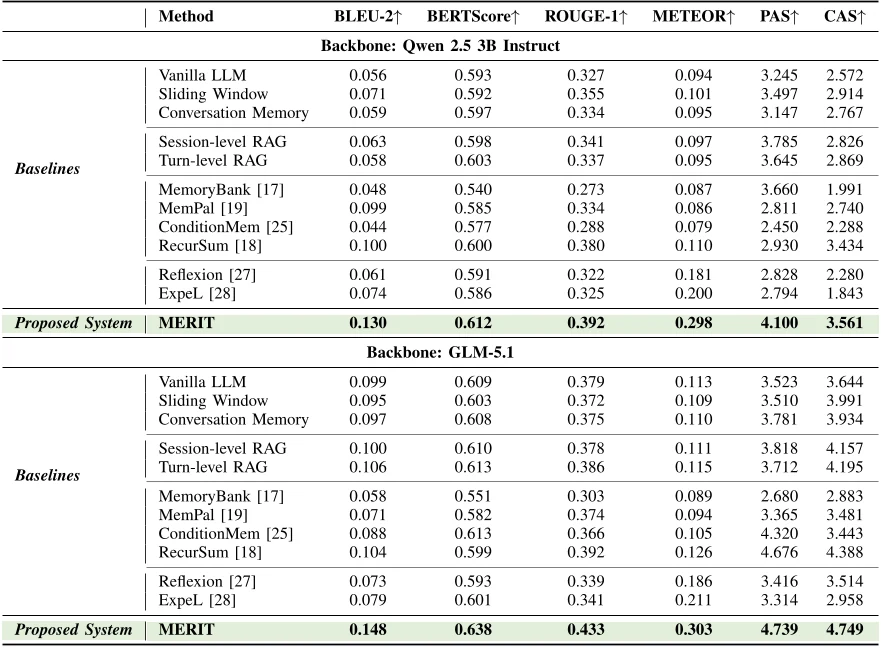 Method BLEU-2↑ BERTScore↑ ROUGE-1↑ METEOR↑ PAS↑ CAS↑
Backbone: Qwen 2.5 3B Instruct
Vanilla LLM 0.056 0.593 0.327 0.094 3.245 2.572
Sliding Window 0.071 0.592 0.355 0.101 3.497 2.914
Conversation Memory 0.059 0.597 0.334 0.095 3.147 2.767
Session-level RAG 0.063 0.598 0.341 0.097 3.785 2.826
Turn-level RAG 0.058 0.603 0.337 0.095 3.645 2.869
Baselines
MemoryBank [17] 0.048 0.540 0.273 0.087 3.660 1.991
MemPal [19] 0.099 0.585 0.334 0.086 2.811 2.740
ConditionMem [25] 0.044 0.577 0.288 0.079 2.450 2.288
RecurSum [18] 0.100 0.600 0.380 0.110 2.930 3.434
Reflexion [27] 0.061 0.591 0.322 0.181 2.828 2.280
ExpeL [28] 0.074 0.586 0.325 0.200 2.794 1.843
Proposed System MERIT 0.130 0.612 0.392 0.298 4.100 3.561
Backbone: GLM-5.1
Vanilla LLM 0.099 0.609 0.379 0.113 3.523 3.644
Sliding Window 0.095 0.603 0.372 0.109 3.510 3.991
Conversation Memory 0.097 0.608 0.375 0.110 3.781 3.934
Session-level RAG 0.100 0.610 0.378 0.111 3.818 4.157
Turn-level RAG 0.106 0.613 0.386 0.115 3.712 4.195
Baselines
MemoryBank [17] 0.058 0.551 0.303 0.089 2.680 2.883
MemPal [19] 0.071 0.582 0.374 0.094 3.365 3.481
ConditionMem [25] 0.088 0.613 0.366 0.105 4.320 3.443
RecurSum [18] 0.104 0.599 0.392 0.126 4.676 4.388
Reflexion [27] 0.073 0.593 0.339 0.186 3.416 3.514
ExpeL [28] 0.079 0.601 0.341 0.211 3.314 2.958
Proposed System MERIT 0.148 0.638 0.433 0.303 4.739 4.749